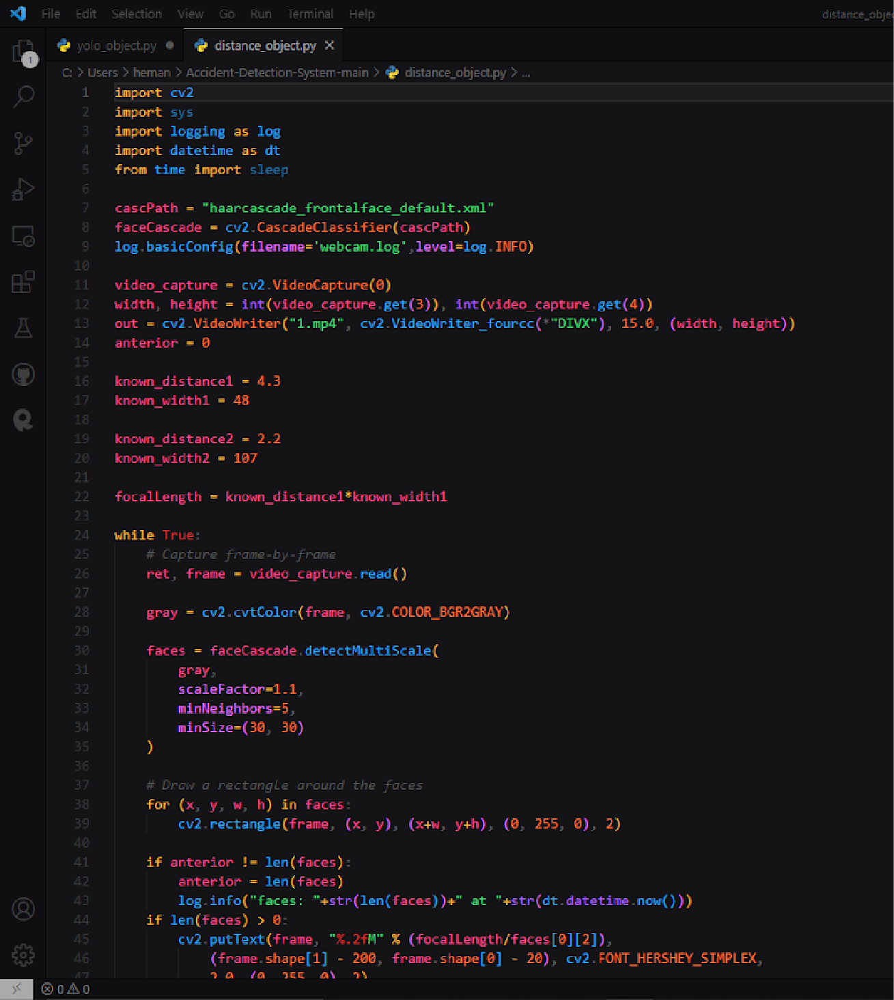 File Edit Selection View Go Run Terminal Help distance_objec
yolo_object.py distance_object.py
1
C: > Users > heman > Accident-Detection-System-main > distance_object.py > ...
1 import cv2
2 import sys
3 import logging as log
4 import datetime as dt
5 from time import sleep
6
7 cascPath = "haarcascade_frontalface_default.xml"
8 faceCascade = cv2.CascadeClassifier(cascPath)
9 log.basicConfig(filename='webcam.log',level=log.INFO)
10
11 video_capture = cv2.VideoCapture(0)
12 width, height = int(video_capture.get(3)), int(video_capture.get(4))
13 out = cv2.VideoWriter("1.mp4", cv2.VideoWriter_fourcc(*"DIVX"), 15.0, (width, height))
14 anterior = 0
15
16 known_distance1 = 4.3
17 known_width1 = 48
18
19 known_distance2 = 2.2
20 known_width2 = 107
21
22 focalLength = known_distance1*known_width1
23
24 while True:
25     # Capture frame-by-frame
26     ret, frame = video_capture.read()
27
28     gray = cv2.cvtColor(frame, cv2.COLOR_BGR2GRAY)
29
30     faces = faceCascade.detectMultiScale(
31         gray,
32         scaleFactor=1.1,
33         minNeighbors=5,
34         minSize=(30, 30)
35     )
36
37     # Draw a rectangle around the faces
38     for (x, y, w, h) in faces:
39         cv2.rectangle(frame, (x, y), (x+w, y+h), (0, 255, 0), 2)
40
41     if anterior != len(faces):
42         anterior = len(faces)
43         log.info("faces: "+str(len(faces))+" at "+str(dt.datetime.now()))
44     if len(faces) > 0:
45         cv2.putText(frame, "%.2fM" % (focalLength/faces[0][2]),
46             (frame.shape[1] - 200, frame.shape[0] - 20), cv2.FONT_HERSHEY_SIMPLEX,
47             2.0, (0, 255, 0), 2)
0 0